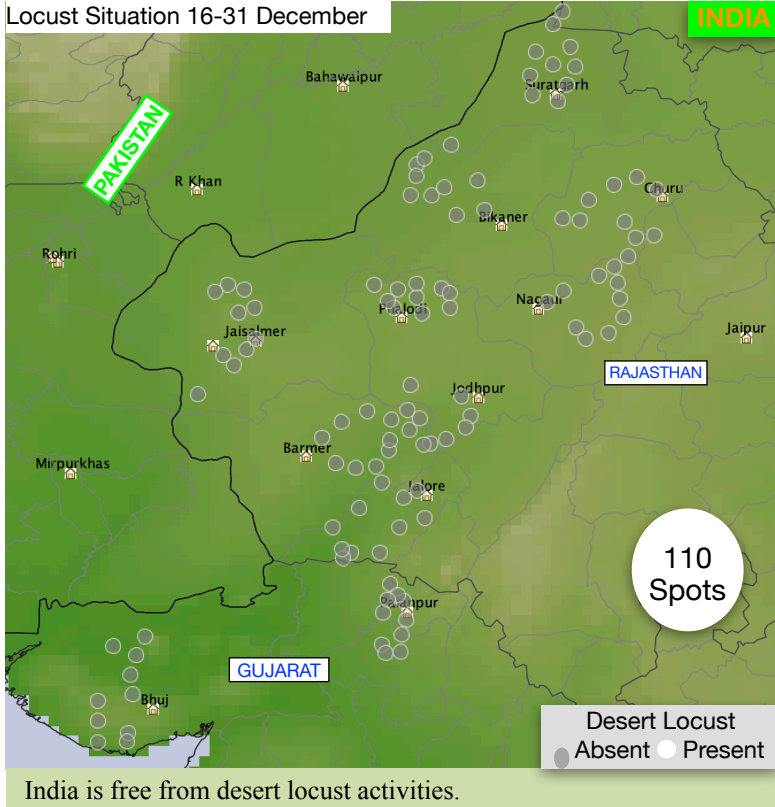 Locust Situation 16-31 December
INDIA
Bahawalpur
Suratgarh
PAKISTAN
R Khan
Churu
Bikaner
Rohri
Phalodi
Nagaur
Jaisalmer
Jaipur
RAJASTHAN
Jodhpur
Barmer
Mirpurkhas
Jalore
110
Spots
Palanpur
GUJARAT
Bhuj
Desert Locust
Absent Present
India is free from desert locust activities.